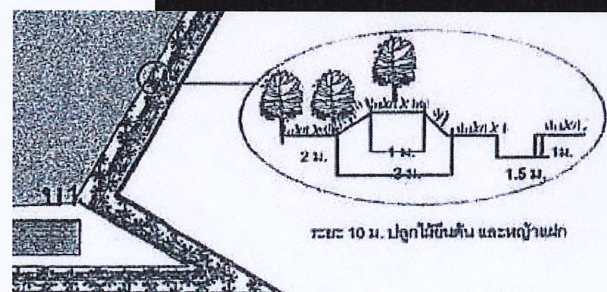 2 ม.
1 ม.
3 ม.
1.5 ม.
1ม.
ระยะ 10 ม. ปลูกไม้ยืนต้น และหญ้าแฝก